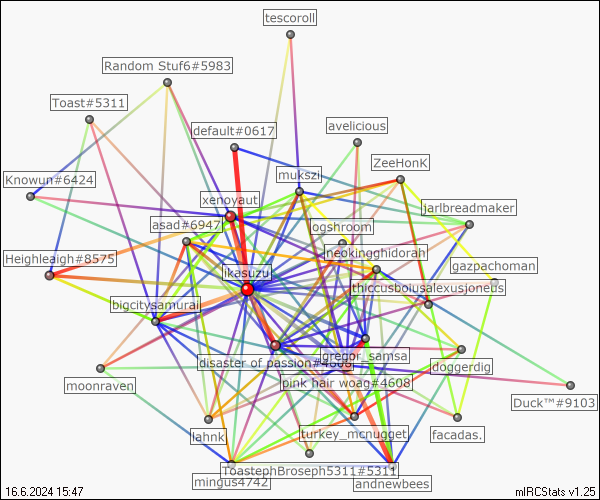 tescoroll
Random Stuf6#5983
Toast#5311
default#0617
avelicious
mukszi
ZeeHonK
Knowun#6424
xenoyaut
jarlbreadmaker
asad#6947
ogshroom
neokingghidorah
Heighleaigh#8575
jikasuzu
gazpachoman
thiccusbolusalexusjoneus
bigcitysamurai
gregor_samsa
disaster of passion#4608
doggerdig
moonraven
pink hair woag#4608
Duck™#9103
lahnk
turkey_mcnugget
facadas.
ToastephBroseph5311#5311
mingus4742
andnewbees
16.6.2024 15:47
mIRCStats v1.25